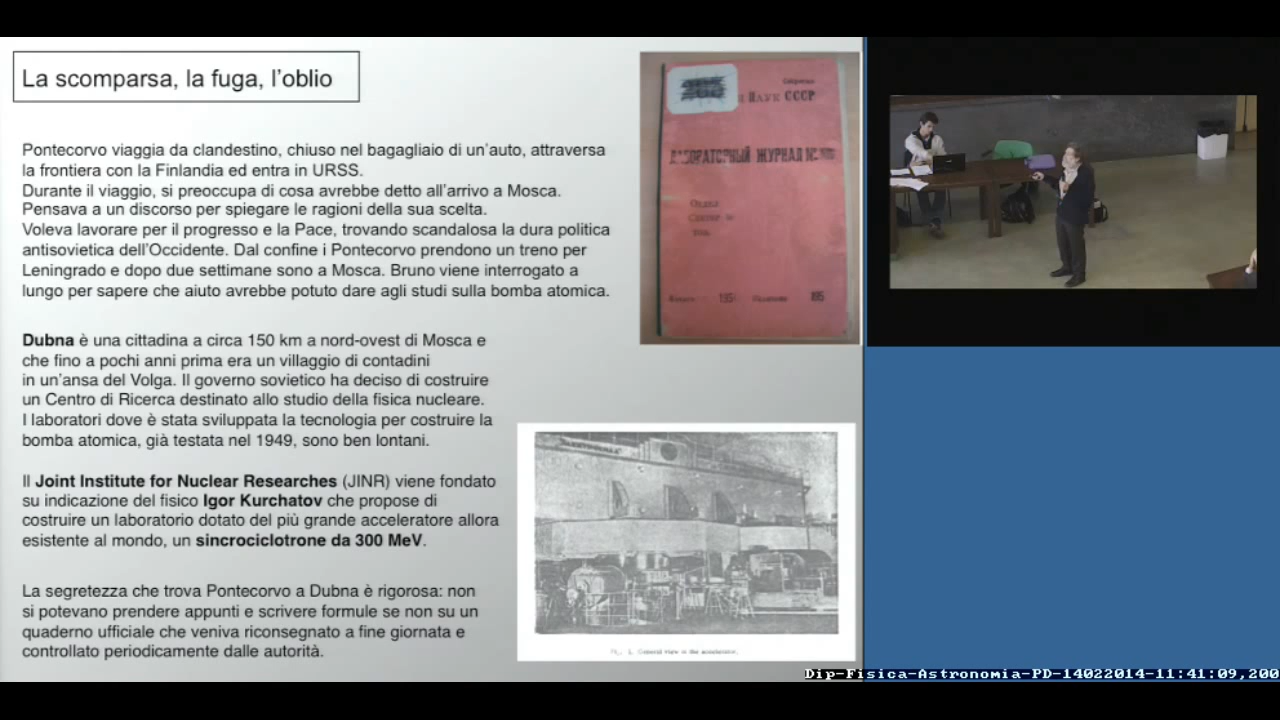 La scomparsa, la fuga, l'oblio
Pontecorvo viaggia da clandestino, chiuso nel bagagliaio di un'auto, attraversa
la frontiera con la Finlandia ed entra in URSS.
Durante il viaggio, si preoccupa di cosa avrebbe detto all'arrivo a Mosca.
Pensava a un discorso per spiegare le ragioni della sua scelta.
Voleva lavorare per il progresso e la Pace, trovando scandalosa la dura politica
antisovietica dell'Occidente. Dal confine i Pontecorvo prendono un treno per
Leningrado e dopo due settimane sono a Mosca. Bruno viene interrogato a
lungo per sapere che aiuto avrebbe potuto dare agli studi sulla bomba atomica.
Dubna è una cittadina a circa 150 km a nord-ovest di Mosca e
che fino a pochi anni prima era un villaggio di contadini
in un'ansa del Volga. Il governo sovietico ha deciso di costruire
un Centro di Ricerca destinato allo studio della fisica nucleare.
I laboratori dove è stata sviluppata la tecnologia per costruire la
bomba atomica, già testata nel 1949, sono ben lontani.
Il Joint Institute for Nuclear Researches (JINR) viene fondato
su indicazione del fisico Igor Kurchatov che propose di
costruire un laboratorio dotato del più grande acceleratore allora
esistente al mondo, un sincrociclotrone da 300 MeV.
La segretezza che trova Pontecorvo a Dubna è rigorosa: non
si potevano prendere appunti e scrivere formule se non su un
quaderno ufficiale che veniva riconsegnato a fine giornata e
controllato periodicamente dalle autorità.
Наук СССР
ЛАБОРАТОРНЫЙ ЖУРНАЛ
195
General view of the accelerator.
Dip-Fisica-Astronomia-PD-14022014-11:41:09,200